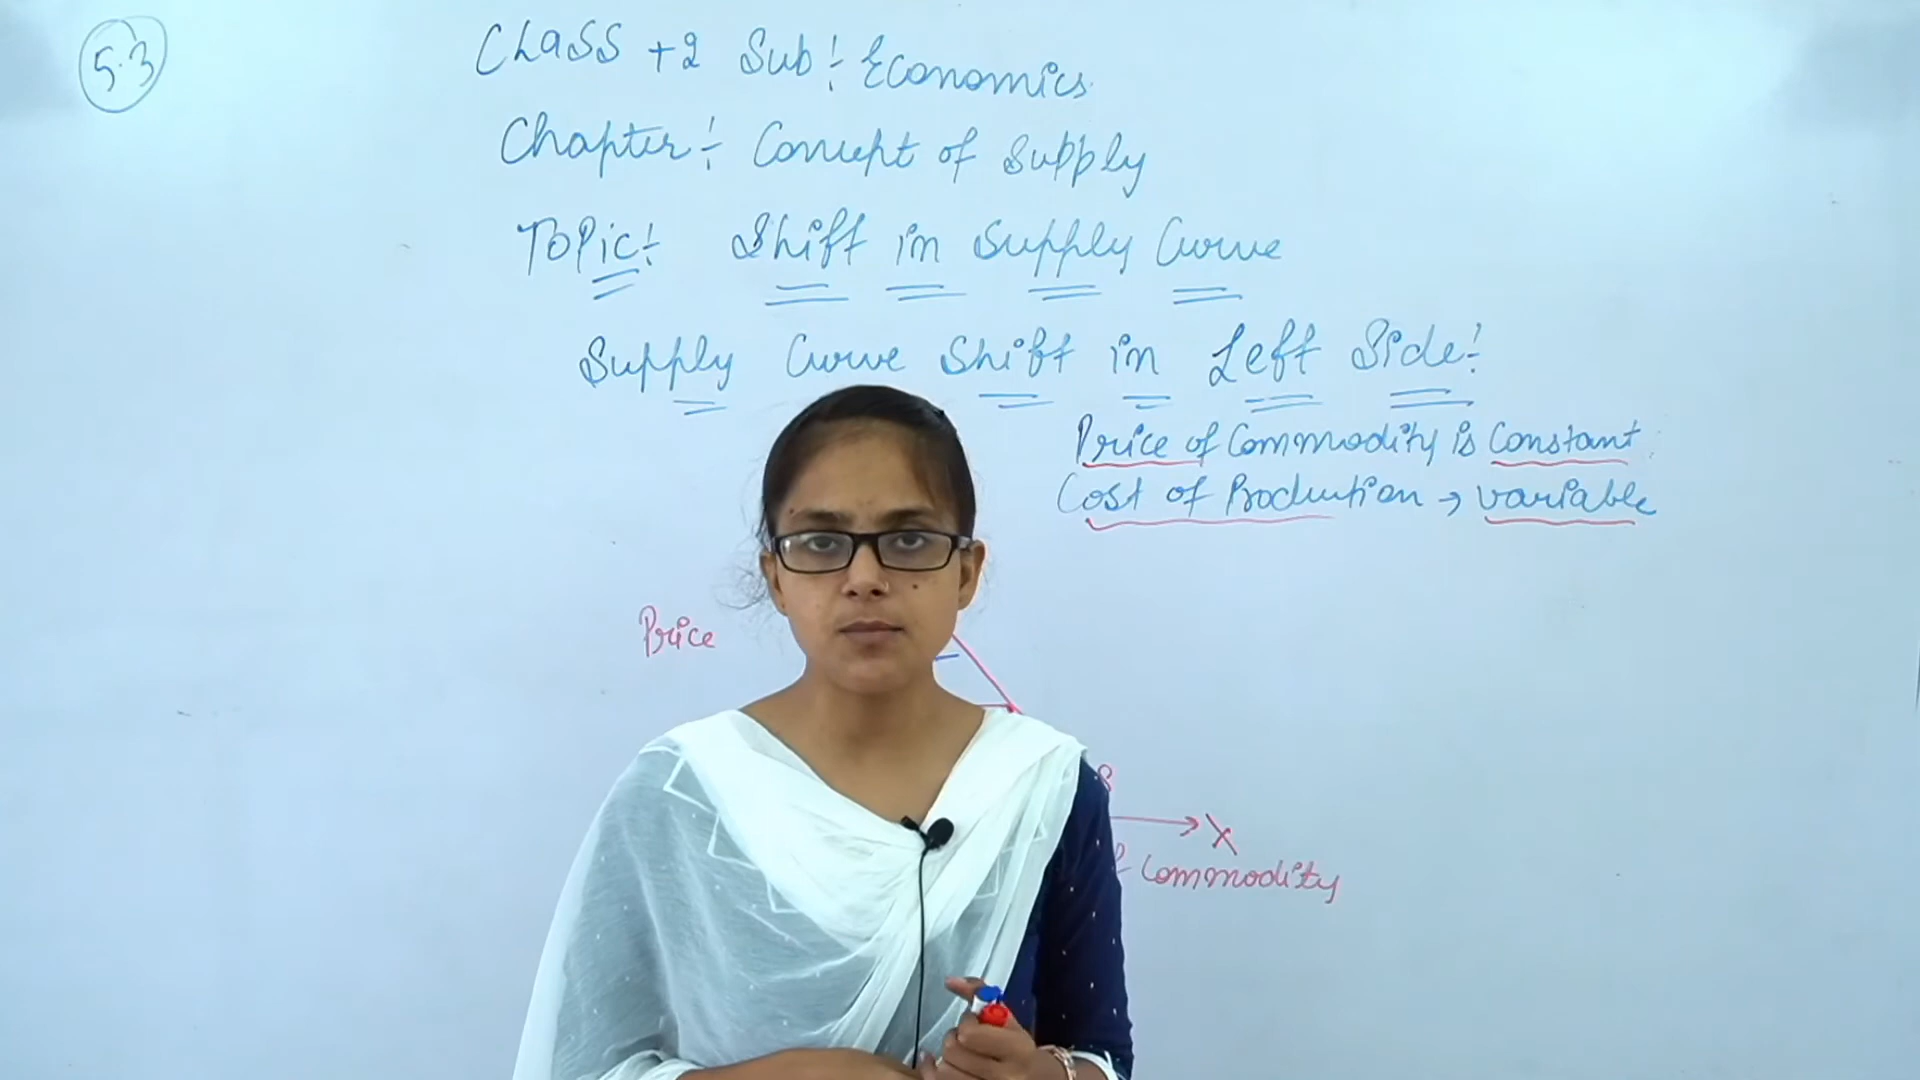 5.3
Class +2 Sub:- Economics
Chapter:- Concept of Supply
Topic:- Shift in Supply Curve
Supply Curve Shift in Left Side:-
Price of Commodity is Constant
Cost of Production → variable
Price
X
Commodity